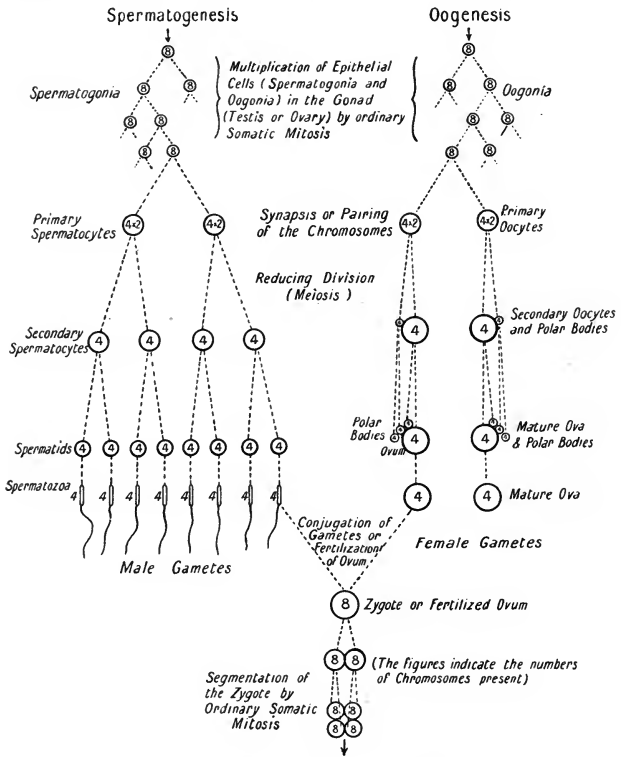 Spermatogenesis
Oogenesis
8
8
Multiplication of Epithelial
Cells (Spermatogonia and
Oogonia) in the Gonad
(Testis or Ovary) by ordinary
Somatic Mitosis
8
8
8
8
Spermatogonia
Oogonia
8
8
8
8
8
8
8
8
Primary
Spermatocytes
4×2
4×2
Synapsis or Pairing
of the Chromosomes
4×2
4×2
Primary
Oocytes
Reducing Division
(Meiosis)
Secondary
Spermatocytes
4
4
4
4
4
4
Secondary Oocytes
and Polar Bodies
Spermatids
4
4
4
4
4
4
4
4
Polar
Bodies
Ovum
4
4
Mature Ova
& Polar Bodies
Spermatozoa
4
4
4
4
4
4
4
4
4
4
Mature Ova
Conjugation of
Gametes or
Fertilization
of Ovum
Male Gametes
Female Gametes
8
Zygote or Fertilized Ovum
8
8
(The figures indicate the numbers
of Chromosomes present)
Segmentation of
the Zygote by
Ordinary Somatic
Mitosis
8
8
8
8